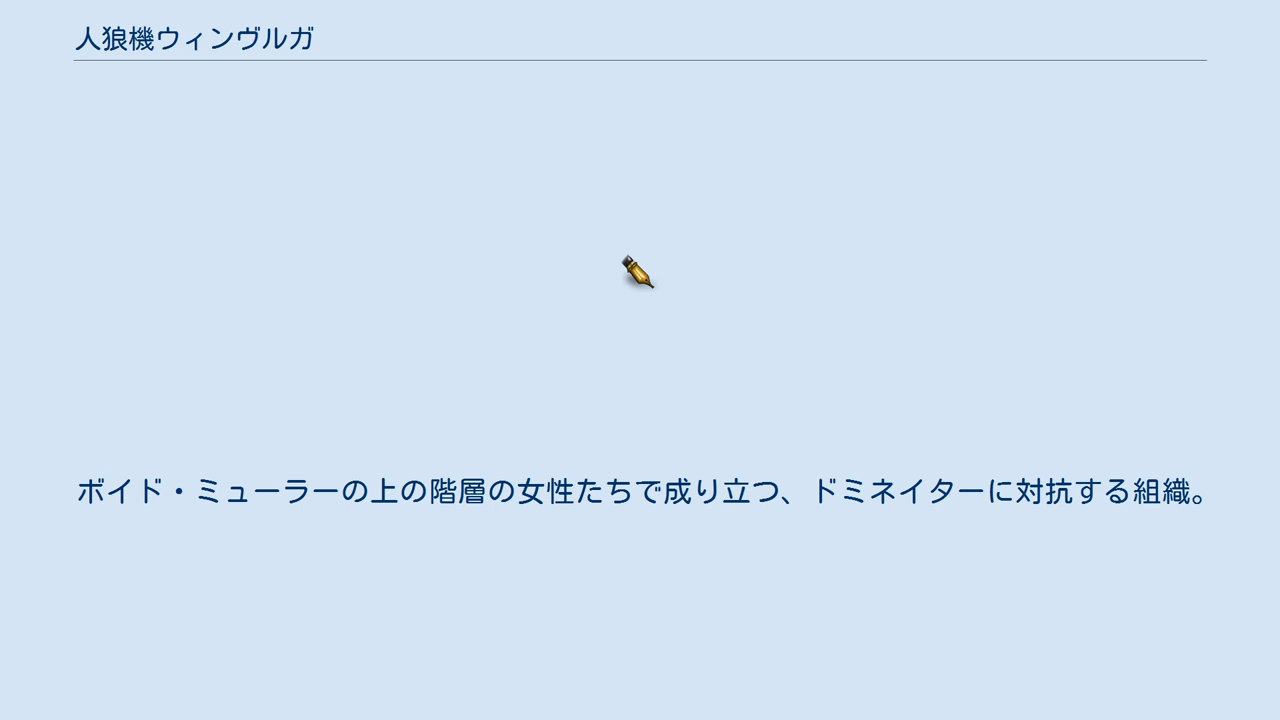 人狼機ウィンヴルガ
ボイド・ミューラーの上の階層の女性たちで成り立つ、ドミネイターに対抗する組織。